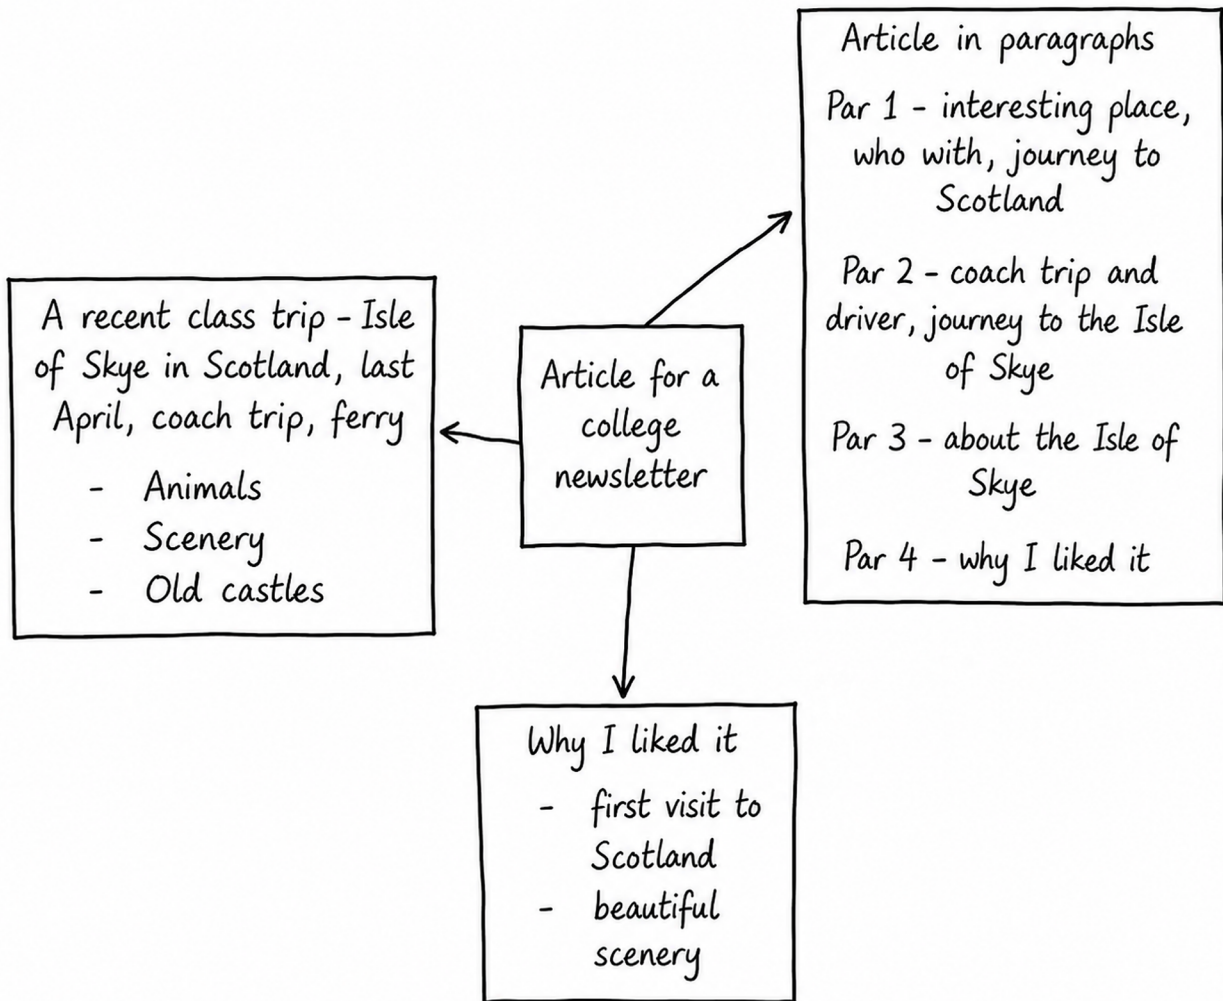 Article in paragraphs
Par 1 - interesting place,
who with, journey to
Scotland
Par 2 - coach trip and
driver, journey to the Isle
of Skye
Par 3 - about the Isle of
Skye
Par 4 - why I liked it
A recent class trip - Isle
of Skye in Scotland, last
April, coach trip, ferry
- Animals
- Scenery
- Old castles
Article for a
college
newsletter
Why I liked it
- first visit to
Scotland
- beautiful
scenery